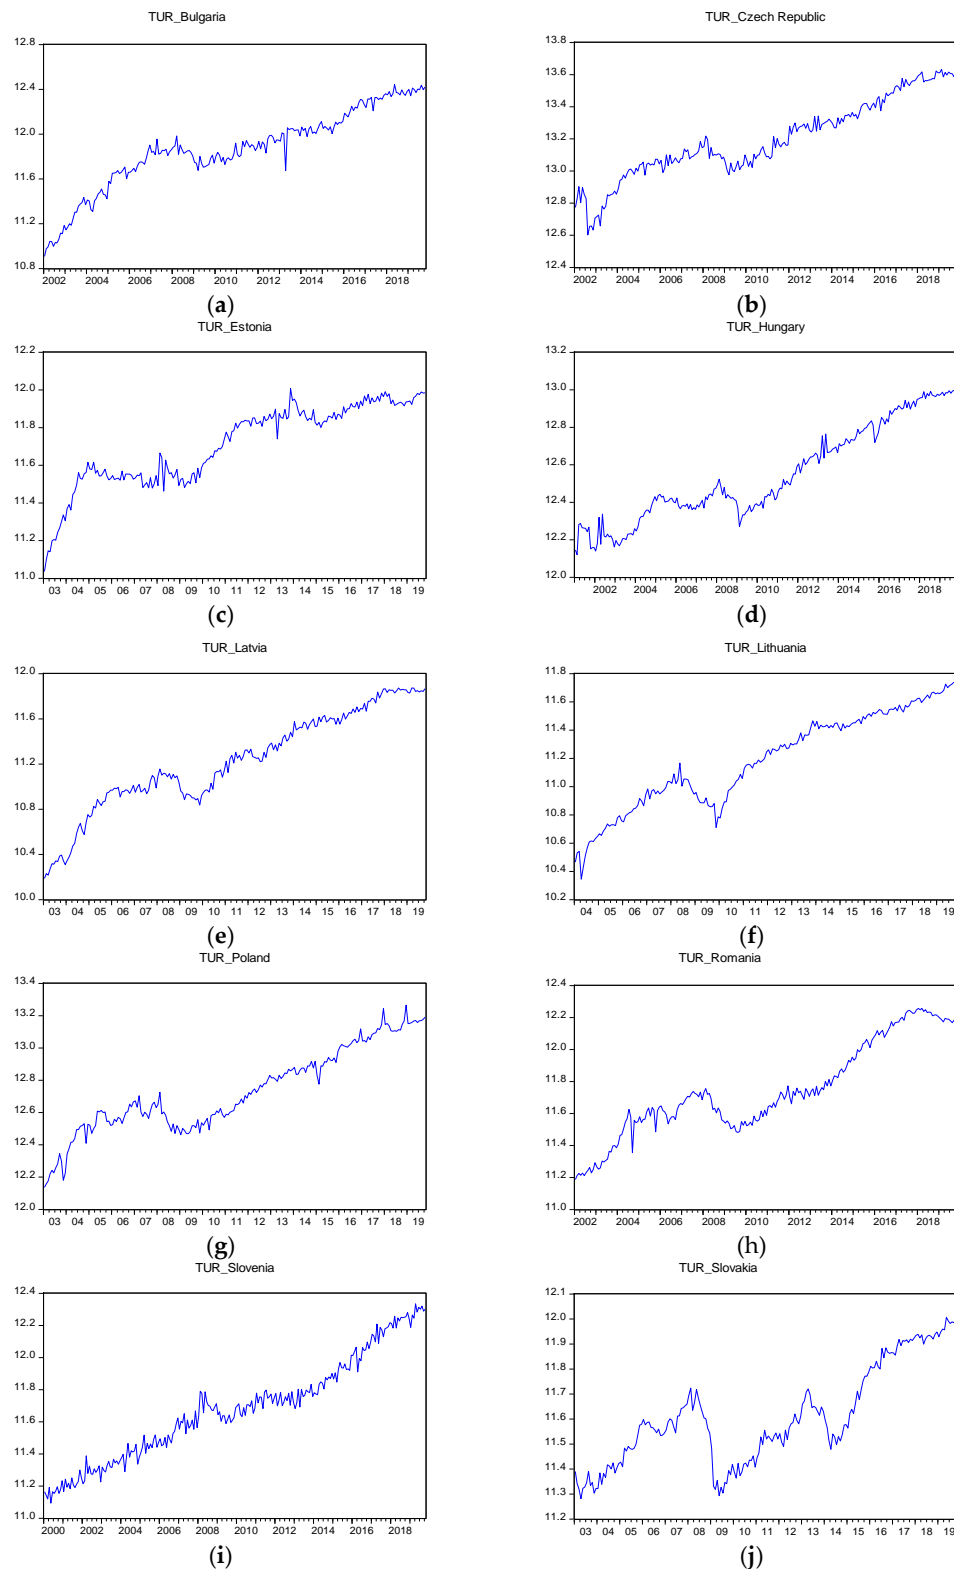 TUR_Bulgaria
12.8
12.4
12.0
11.6
11.2
10.8
2002 2004 2006 2008 2010 2012 2014 2016 2018
(a)
TUR_Czech Republic
13.8
13.6
13.4
13.2
13.0
12.8
12.6
12.4
2002 2004 2006 2008 2010 2012 2014 2016 2018
(b)
TUR_Estonia
12.2
12.0
11.8
11.6
11.4
11.2
11.0
03 04 05 06 07 08 09 10 11 12 13 14 15 16 17 18 19
(c)
TUR_Hungary
13.2
13.0
12.8
12.6
12.4
12.2
12.0
2002 2004 2006 2008 2010 2012 2014 2016 2018
(d)
TUR_Latvia
12.0
11.6
11.2
10.8
10.4
10.0
03 04 05 06 07 08 09 10 11 12 13 14 15 16 17 18 19
(e)
TUR_Lithuania
11.8
11.6
11.4
11.2
11.0
10.8
10.6
10.4
10.2
04 05 06 07 08 09 10 11 12 13 14 15 16 17 18 19
(f)
TUR_Poland
13.4
13.2
13.0
12.8
12.6
12.4
12.2
12.0
03 04 05 06 07 08 09 10 11 12 13 14 15 16 17 18 19
(g)
TUR_Romania
12.4
12.2
12.0
11.8
11.6
11.4
11.2
11.0
2002 2004 2006 2008 2010 2012 2014 2016 2018
(h)
TUR_Slovenia
12.4
12.2
12.0
11.8
11.6
11.4
11.2
11.0
2000 2002 2004 2006 2008 2010 2012 2014 2016 2018
(i)
TUR_Slovakia
12.1
12.0
11.9
11.8
11.7
11.6
11.5
11.4
11.3
11.2
03 04 05 06 07 08 09 10 11 12 13 14 15 16 17 18 19
(j)